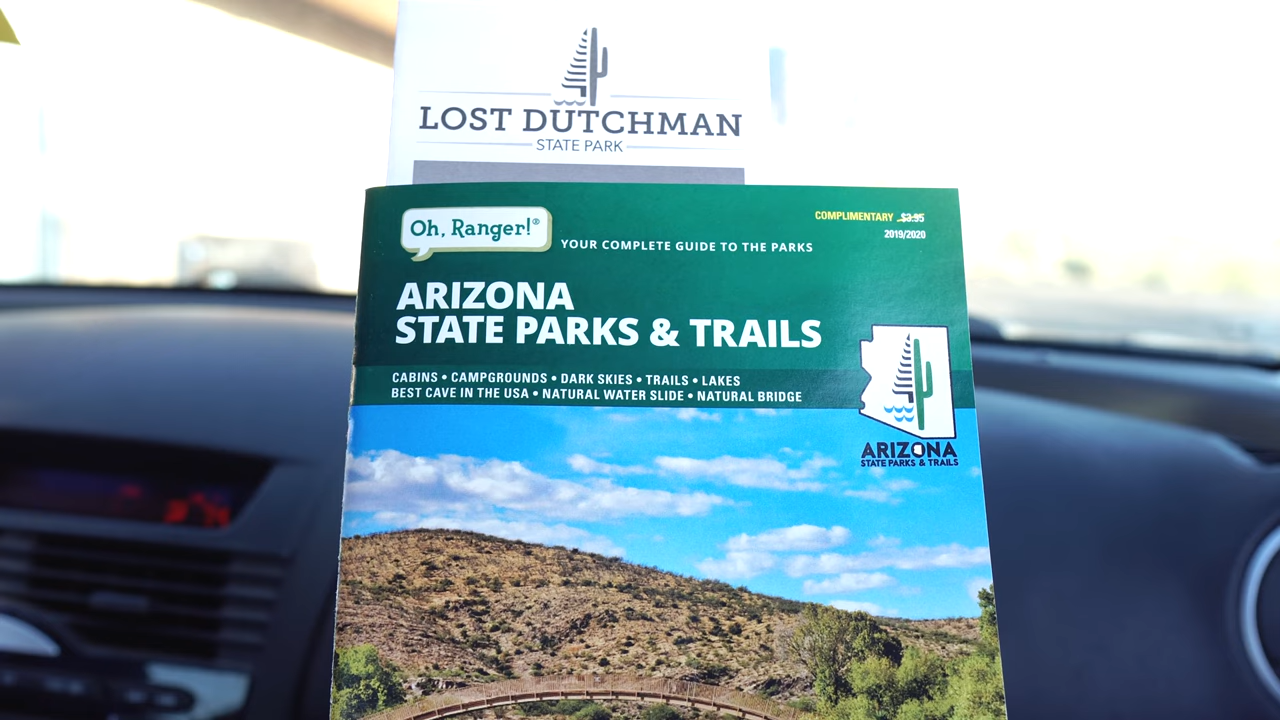 LOST DUTCHMAN
STATE PARK
Oh, Ranger!®
YOUR COMPLETE GUIDE TO THE PARKS
COMPLIMENTARY $3.95
2019/2020
ARIZONA
STATE PARKS & TRAILS
CABINS • CAMPGROUNDS • DARK SKIES • TRAILS • LAKES
BEST CAVE IN THE USA • NATURAL WATER SLIDE • NATURAL BRIDGE
ARIZONA
STATE PARKS & TRAILS